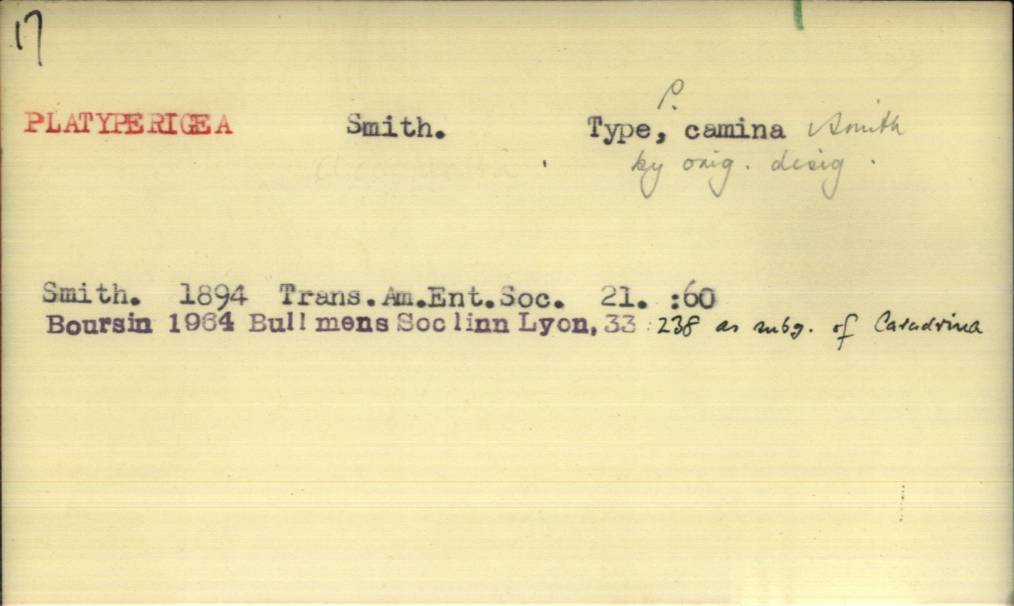 17
PLATYPERIGEA Smith. Type, P. camina Smith
by orig. desig.
Smith. 1894 Trans.Am.Ent.Soc. 21. :60
Boursin 1964 Bull mens Soc linn Lyon, 33 : 238 as subg. of Caradrina